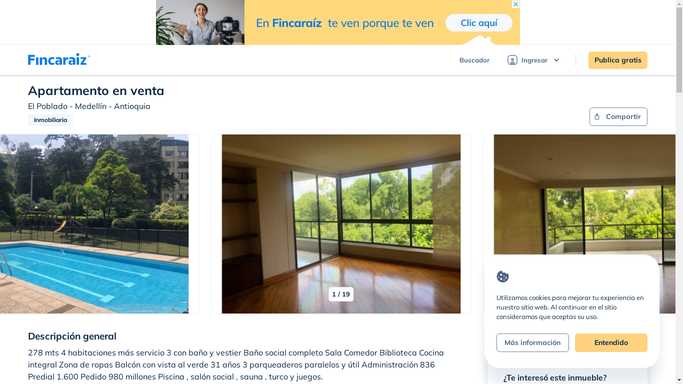 En Fincaraíz te ven porque te ven
Clic aquí
Fincaraíz
Buscador
Ingresar
Publica gratis
Apartamento en venta
El Poblado - Medellín - Antioquia
Inmobiliaria
Compartir
1 / 19
Utilizamos cookies para mejorar tu experiencia en
nuestro sitio web. Al continuar en el sitio
consideramos que aceptas su uso.
Más información
Entendido
Descripción general
278 mts 4 habitaciones más servicio 3 con baño y vestier Baño social completo Sala Comedor Biblioteca Cocina
integral Zona de ropas Balcón con vista al verde 31 años 3 parqueaderos paralelos y útil Administración 836
Predial 1.600 Pedido 980 millones Piscina , salón social , sauna , turco y juegos.
¿Te interesó este inmueble?